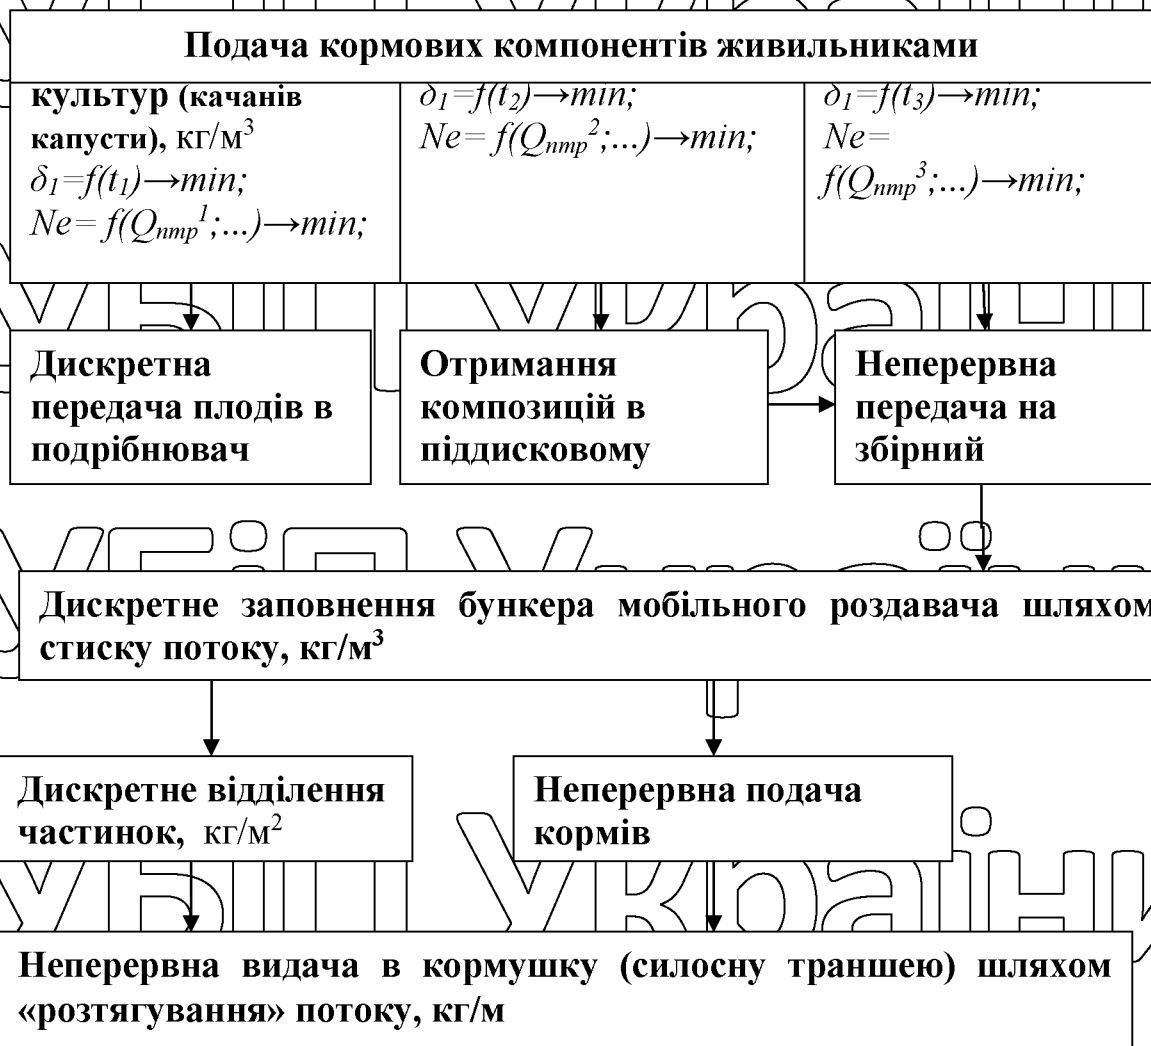 Подача кормових компонентів живильниками
культур (качанів
капусти), кг/м³
δ₁=f(t₁)→min;
Ne= f(Qₙₘₚ¹;...)→min;
δ₁=f(t₂)→min;
Ne= f(Qₙₘₚ²;...)→min;
δ₁=f(t₃)→min;
Ne=
f(Qₙₘₚ³;...)→min;
Дискретна
передача плодів в
подрібнювач
Отримання
композицій в
піддисковому
Неперервна
передача на
збірний
Дискретне заповнення бункера мобільного роздавача шляхом
стиску потоку, кг/м³
Дискретне відділення
частинок, кг/м²
Неперервна подача
кормів
Неперервна видача в кормушку (силосну траншею) шляхом
«розтягування» потоку, кг/м